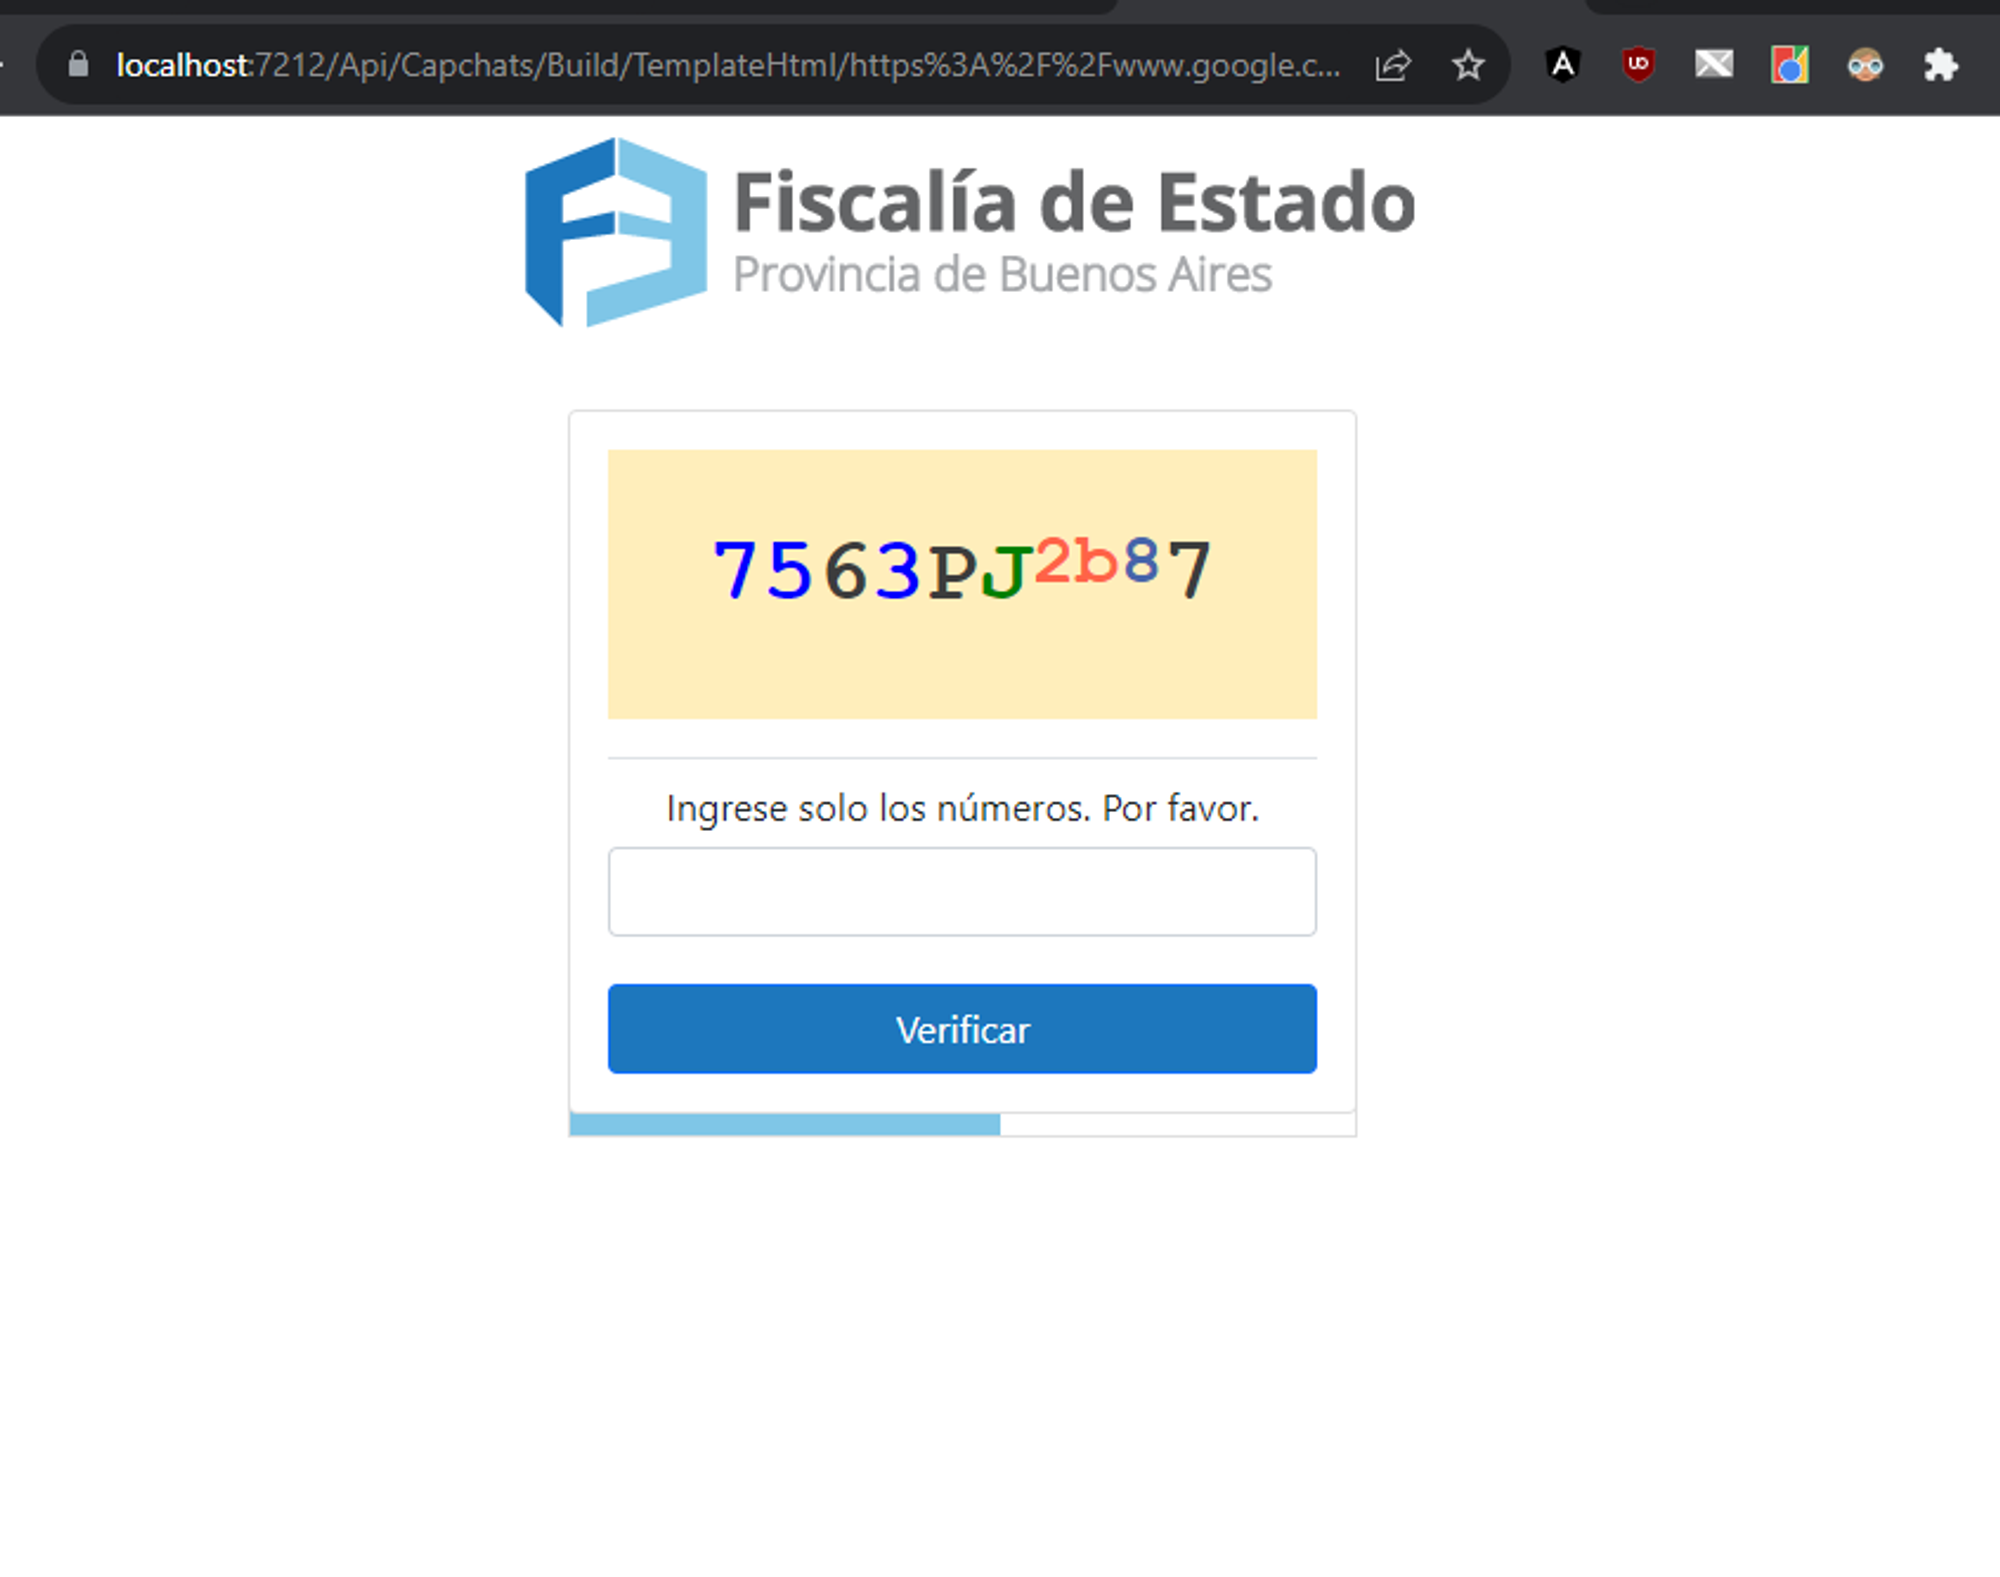 localhost:7212/Api/Capchats/Build/TemplateHtml/https%3A%2F%2Fwww.google.c...
Fiscalía de Estado
Provincia de Buenos Aires
7563PJ2b87
Ingrese solo los números. Por favor.
Verificar